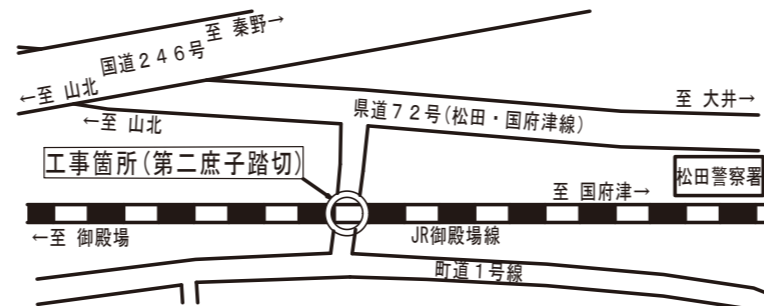 至 秦野→
国道２４６号
←至 山北
←至 山北
県道７２号(松田・国府津線)
至 大井→
工事箇所(第二庶子踏切)
松田警察署
至 国府津→
←至 御殿場
JR御殿場線
町道１号線